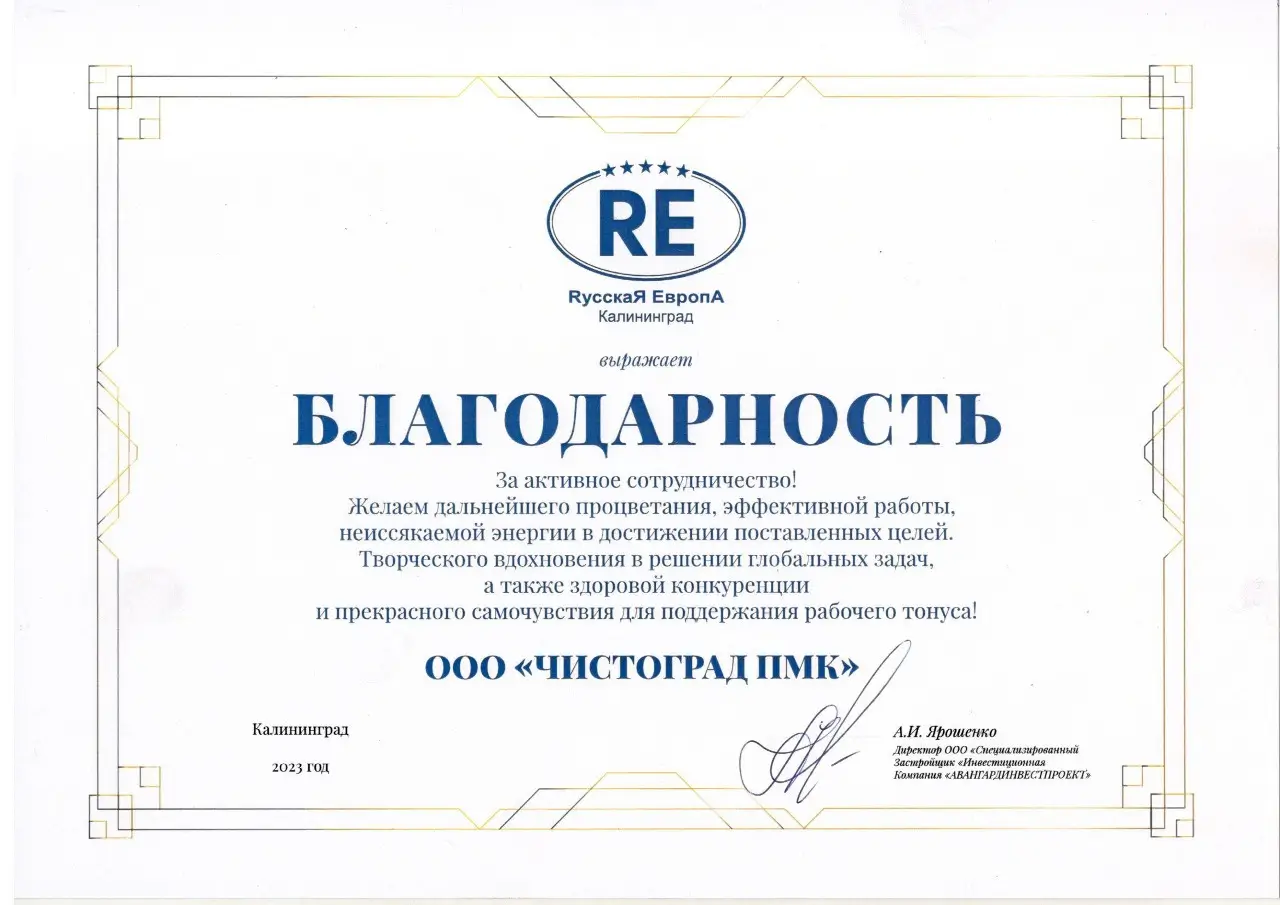 RE
RусскаЯ ЕвропА
Калининград
выражает
БЛАГОДАРНОСТЬ
За активное сотрудничество!
Желаем дальнейшего процветания, эффективной работы,
неиссякаемой энергии в достижении поставленных целей.
Творческого вдохновения в решении глобальных задач,
а также здоровой конкуренции
и прекрасного самочувствия для поддержания рабочего тонуса!
ООО «ЧИСТОГРАД ПМК»
Калининград
2023 год
А.И. Ярошенко
Директор ООО «Специализированный
Застройщик «Инвестиционная
Компания «АВАНГАРДИНВЕСТПРОЕКТ»